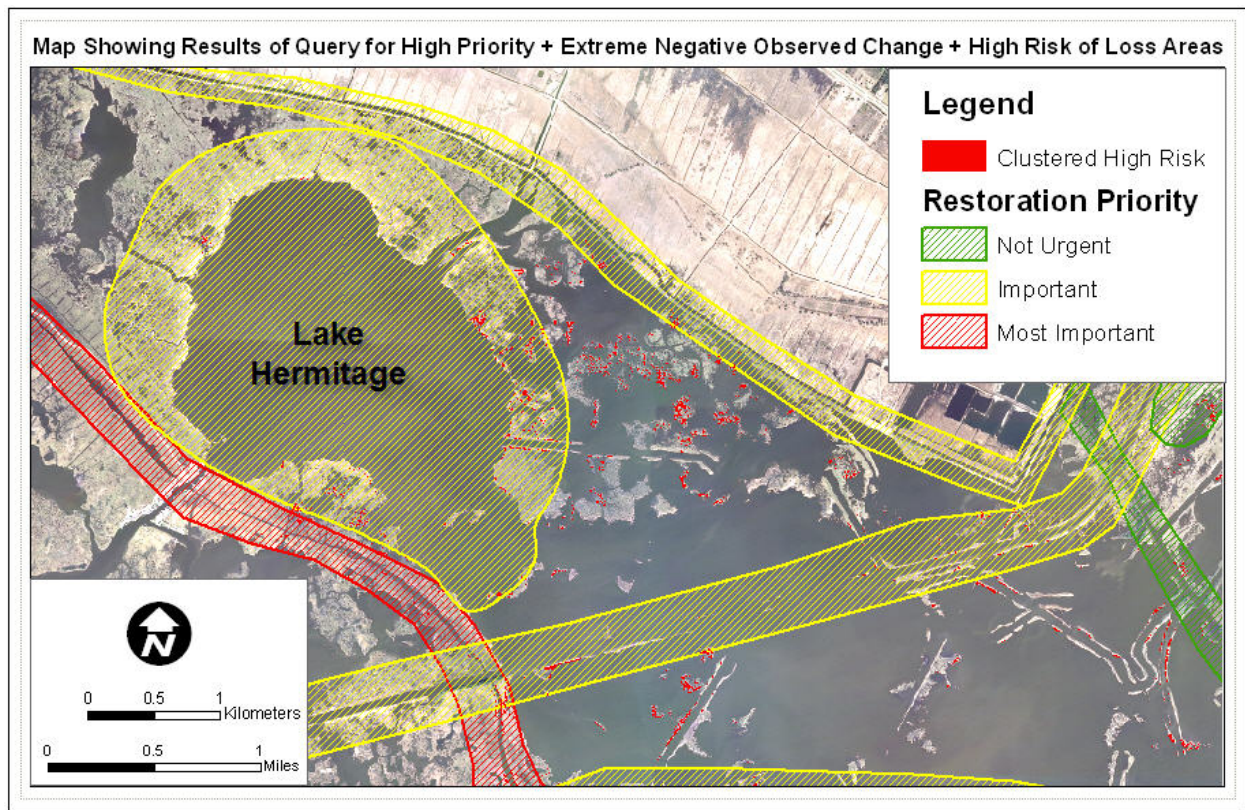 Map Showing Results of Query for High Priority + Extreme Negative Observed Change + High Risk of Loss Areas
Legend
Clustered High Risk
Restoration Priority
Not Urgent
Important
Most Important
Lake
Hermitage
N
0 0.5 1
Kilometers
0 0.5 1
Miles